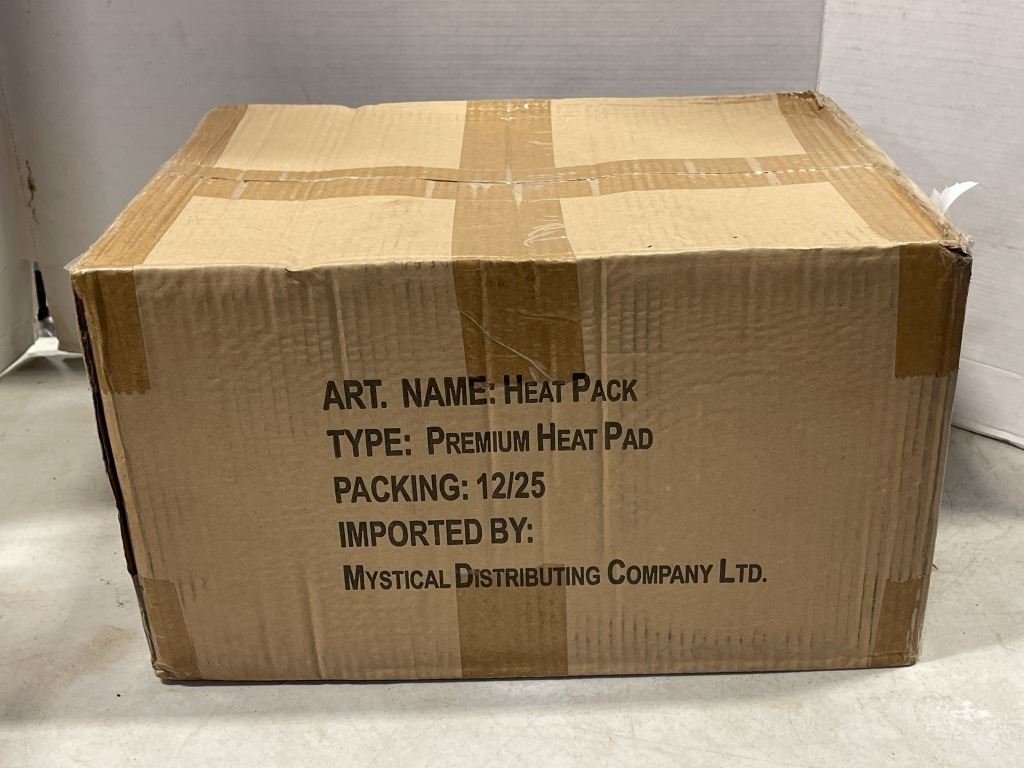 ART. NAME: HEAT PACK
TYPE: PREMIUM HEAT PAD
PACKING: 12/25
IMPORTED BY:
MYSTICAL DISTRIBUTING COMPANY LTD.